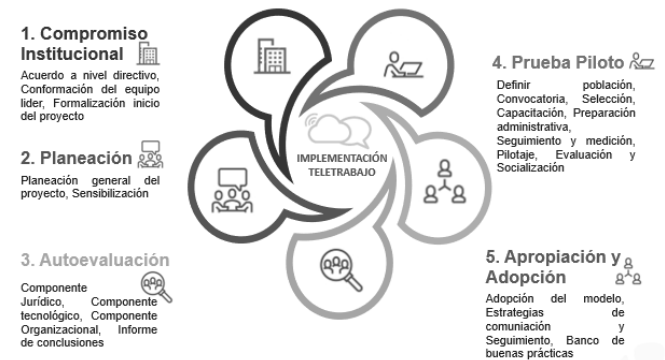 1. Compromiso
Institucional
Acuerdo a nivel directivo,
Conformación del equipo
lider, Formalización inicio
del proyecto
2. Planeación
Planeación general del
proyecto, Sensibilización
3. Autoevaluación
Componente
Jurídico, Componente
tecnológico, Componente
Organizacional, Informe
de conclusiones
IMPLEMENTACIÓN
TELETRABAJO
4. Prueba Piloto
Definir población,
Convocatoria, Selección,
Capacitación, Preparación
administrativa,
Seguimiento y medición,
Pilotaje, Evaluación y
Socialización
5. Apropiación y
Adopción
Adopción del modelo,
Estrategias de
comuniación y
Seguimiento, Banco de
buenas prácticas